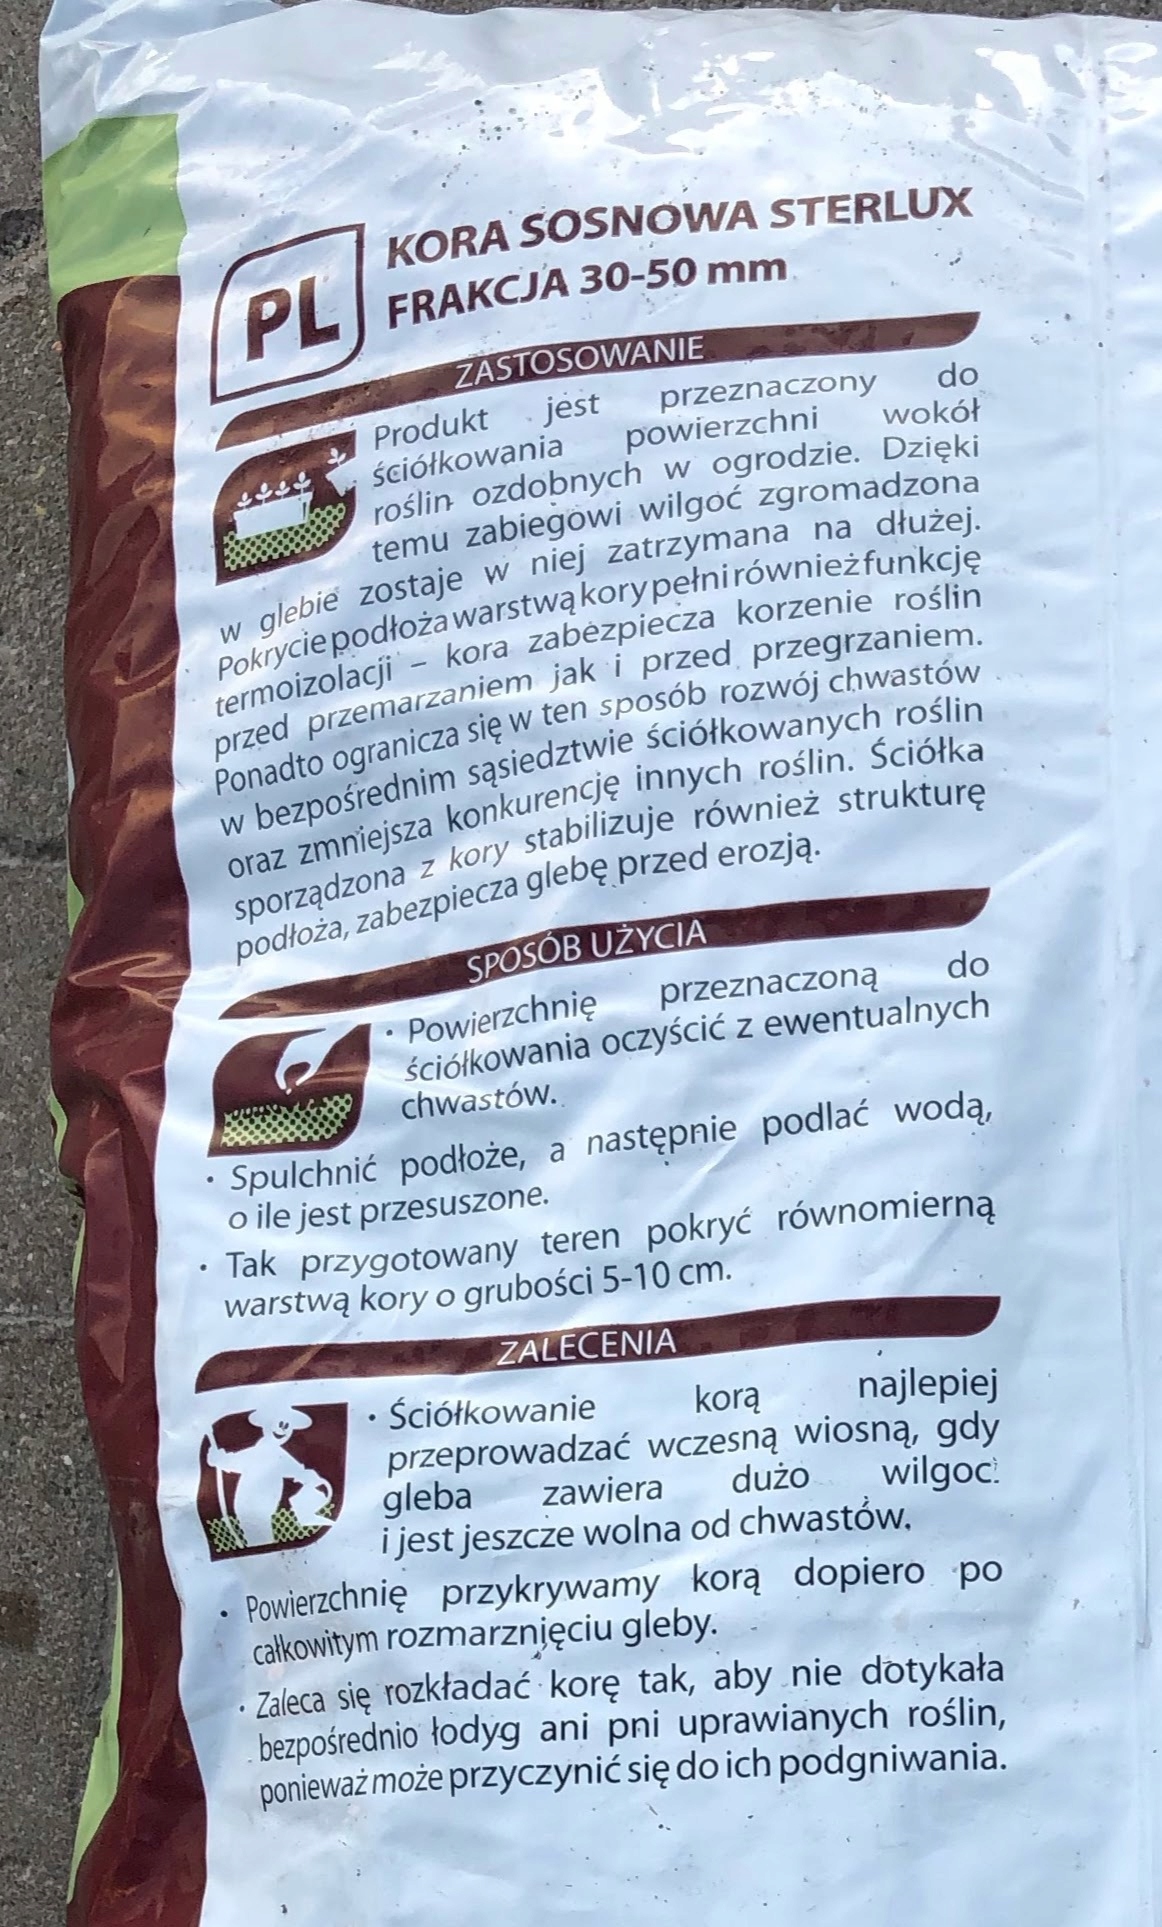 PL
KORA SOSNOWA STERLUX
FRAKCJA 30-50 mm
ZASTOSOWANIE
Produkt jest przeznaczony do
ściółkowania powierzchni wokół
roślin ozdobnych w ogrodzie. Dzięki
temu zabiegowi wilgoć zgromadzona
w glebie zostaje w niej zatrzymana na dłużej.
Pokrycie podłoża warstwą kory pełni również funkcję
termoizolacji – kora zabezpiecza korzenie roślin
przed przemarzaniem jak i przed przegrzaniem.
Ponadto ogranicza się w ten sposób rozwój chwastów
w bezpośrednim sąsiedztwie ściółkowanych roślin
oraz zmniejsza konkurencję innych roślin. Ściółka
sporządzona z kory stabilizuje również strukturę
podłoża, zabezpiecza glebę przed erozją.
SPOSÓB UŻYCIA
· Powierzchnię przeznaczoną do
ściółkowania oczyścić z ewentualnych
chwastów.
· Spulchnić podłoże, a następnie podlać wodą,
o ile jest przesuszone.
· Tak przygotowany teren pokryć równomierną
warstwą kory o grubości 5-10 cm.
ZALECENIA
· Ściółkowanie korą najlepiej
przeprowadzać wczesną wiosną, gdy
gleba zawiera dużo wilgoci
i jest jeszcze wolna od chwastów.
· Powierzchnię przykrywamy korą dopiero po
całkowitym rozmarznięciu gleby.
· Zaleca się rozkładać korę tak, aby nie dotykała
bezpośrednio łodyg ani pni uprawianych roślin,
ponieważ może przyczynić się do ich podgniwania.